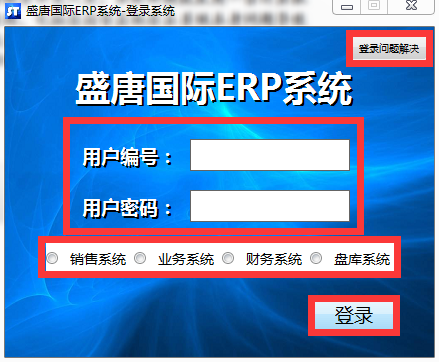 ST 盛唐国际ERP系统-登录系统
登录问题解决
盛唐国际ERP系统
用户编号：
用户密码：
销售系统 业务系统 财务系统 盘库系统
登录